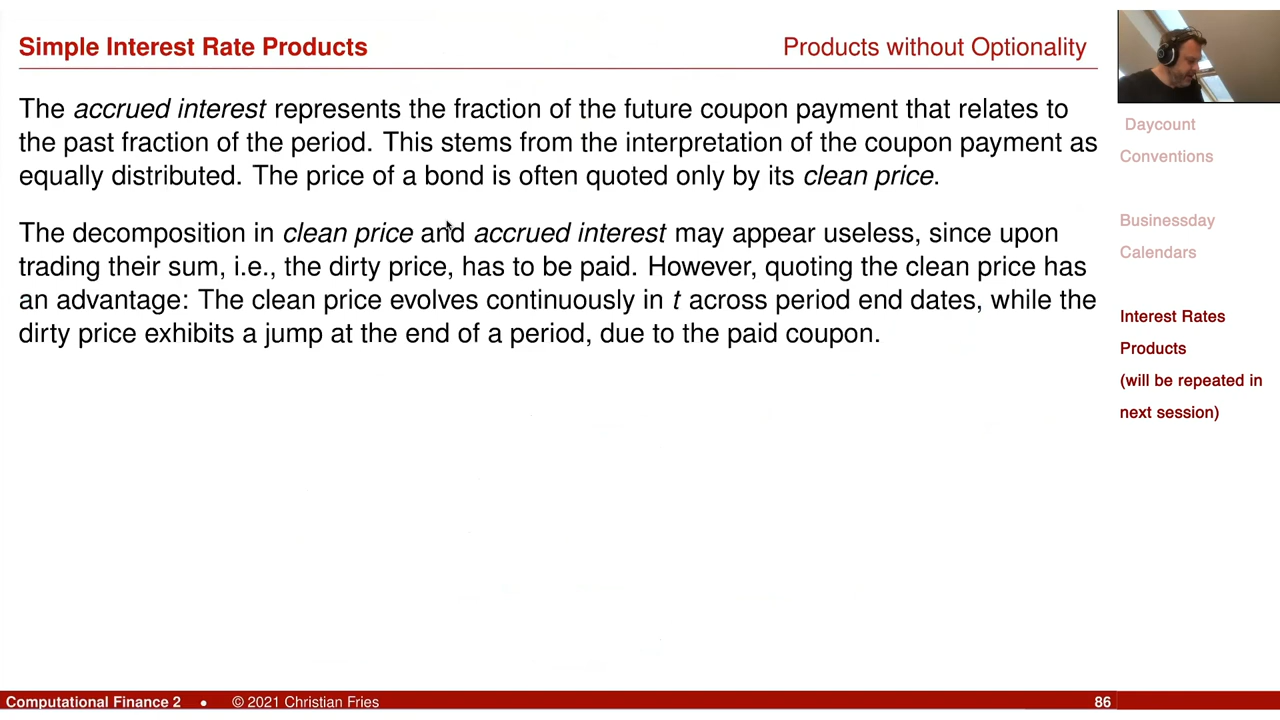 Simple Interest Rate Products
Products without Optionality
The accrued interest represents the fraction of the future coupon payment that relates to
the past fraction of the period. This stems from the interpretation of the coupon payment as
equally distributed. The price of a bond is often quoted only by its clean price.
The decomposition in clean price and accrued interest may appear useless, since upon
trading their sum, i.e., the dirty price, has to be paid. However, quoting the clean price has
an advantage: The clean price evolves continuously in t across period end dates, while the
dirty price exhibits a jump at the end of a period, due to the paid coupon.
Daycount
Conventions
Businessday
Calendars
Interest Rates
Products
(will be repeated in
next session)
Computational Finance 2 • © 2021 Christian Fries
86